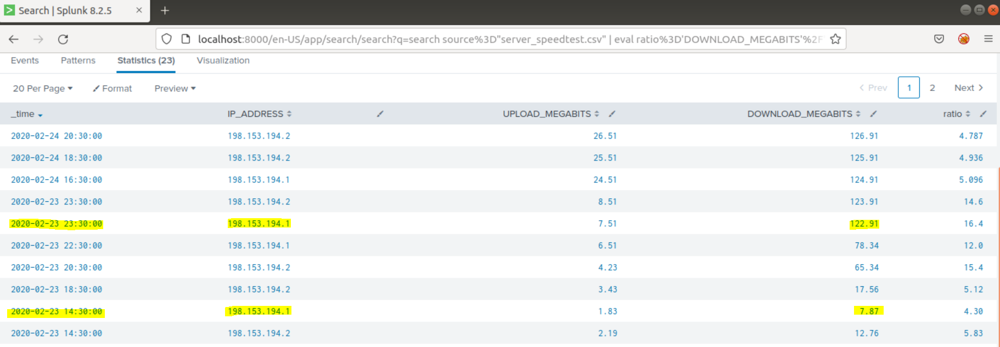 Search | Splunk 8.2.5
localhost:8000/en-US/app/search/search?q=search source%3D"server_speedtest.csv" | eval ratio%3D'DOWNLOAD_MEGABITS'%2F
Events Patterns Statistics (23) Visualization
20 Per Page Format Preview Prev 1 2 Next
_time IP_ADDRESS UPLOAD_MEGABITS DOWNLOAD_MEGABITS ratio
2020-02-24 20:30:00 198.153.194.2 26.51 126.91 4.787
2020-02-24 18:30:00 198.153.194.2 25.51 125.91 4.936
2020-02-24 16:30:00 198.153.194.1 24.51 124.91 5.096
2020-02-23 23:30:00 198.153.194.2 8.51 123.91 14.6
2020-02-23 23:30:00 198.153.194.1 7.51 122.91 16.4
2020-02-23 22:30:00 198.153.194.1 6.51 78.34 12.0
2020-02-23 20:30:00 198.153.194.2 4.23 65.34 15.4
2020-02-23 18:30:00 198.153.194.2 3.43 17.56 5.12
2020-02-23 14:30:00 198.153.194.1 1.83 7.87 4.30
2020-02-23 14:30:00 198.153.194.2 2.19 12.76 5.83